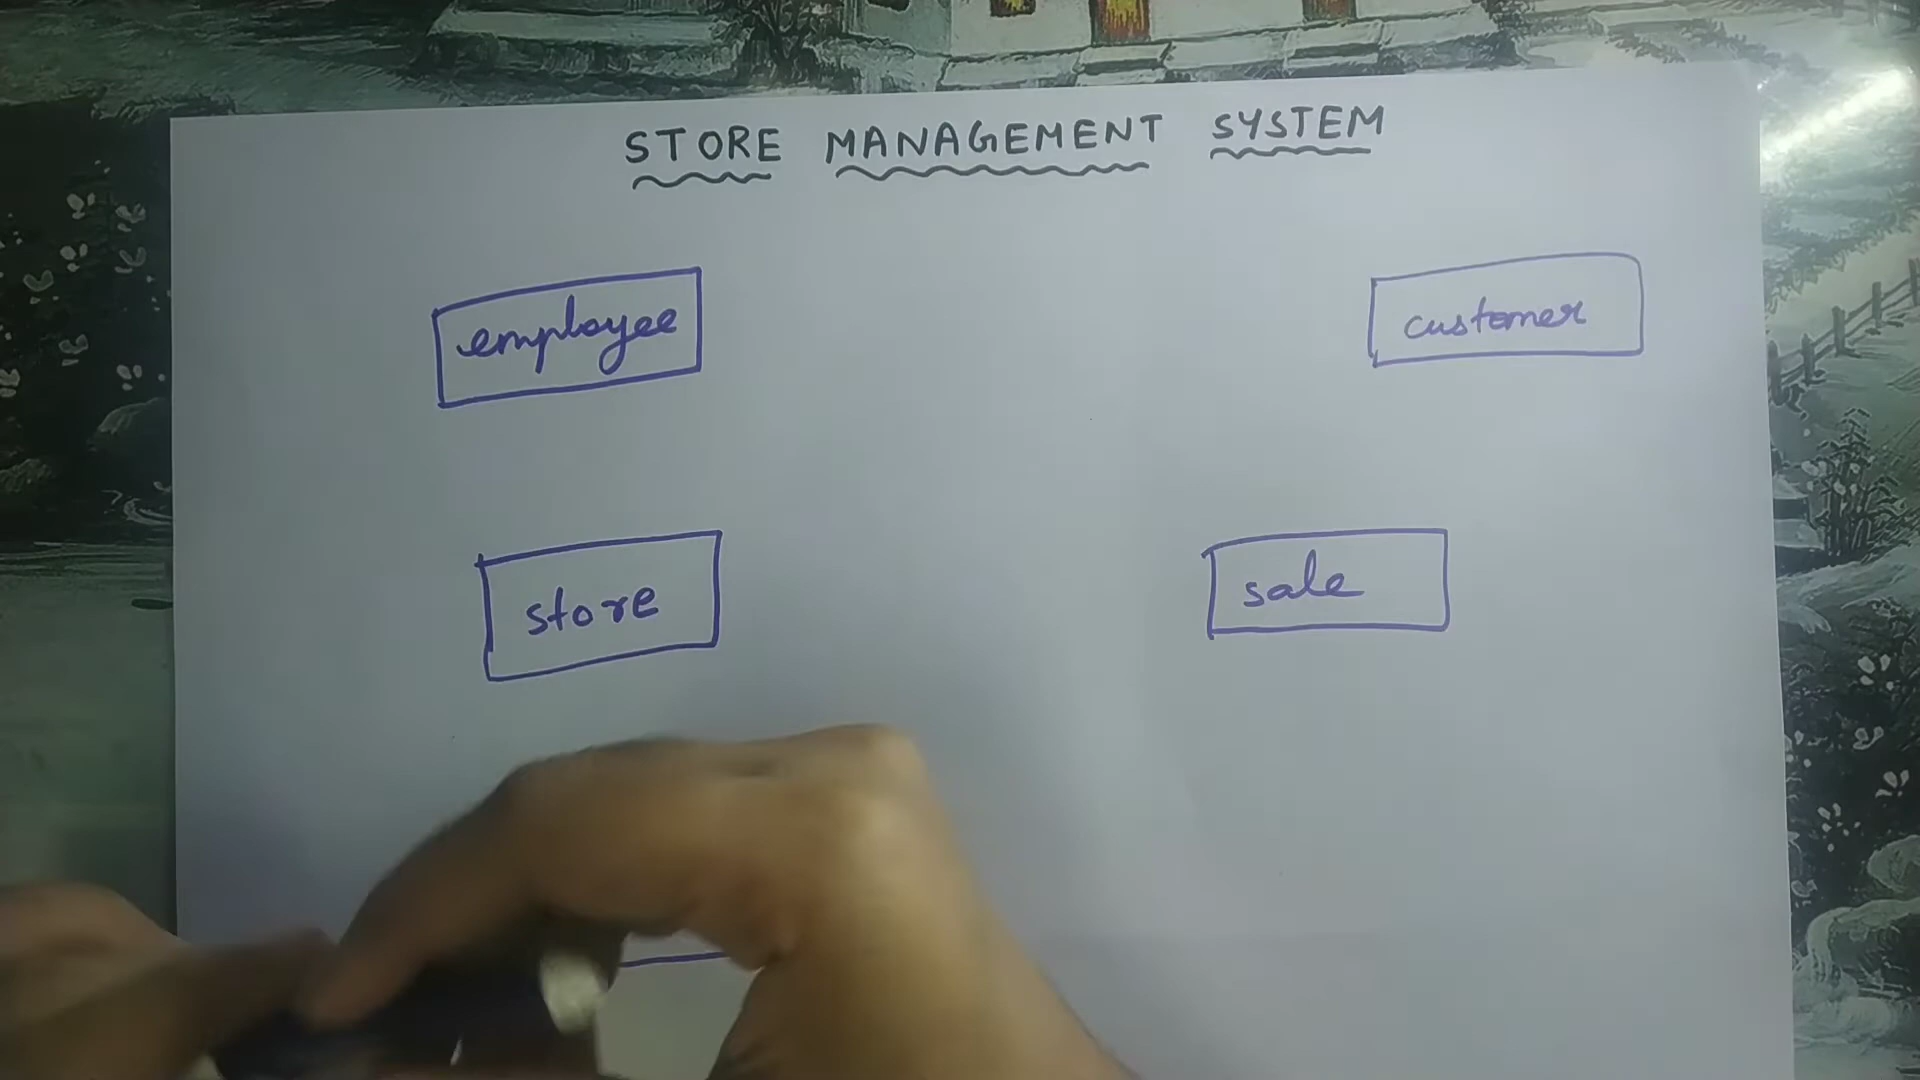 STORE MANAGEMENT SYSTEM
employee
customer
store
sale